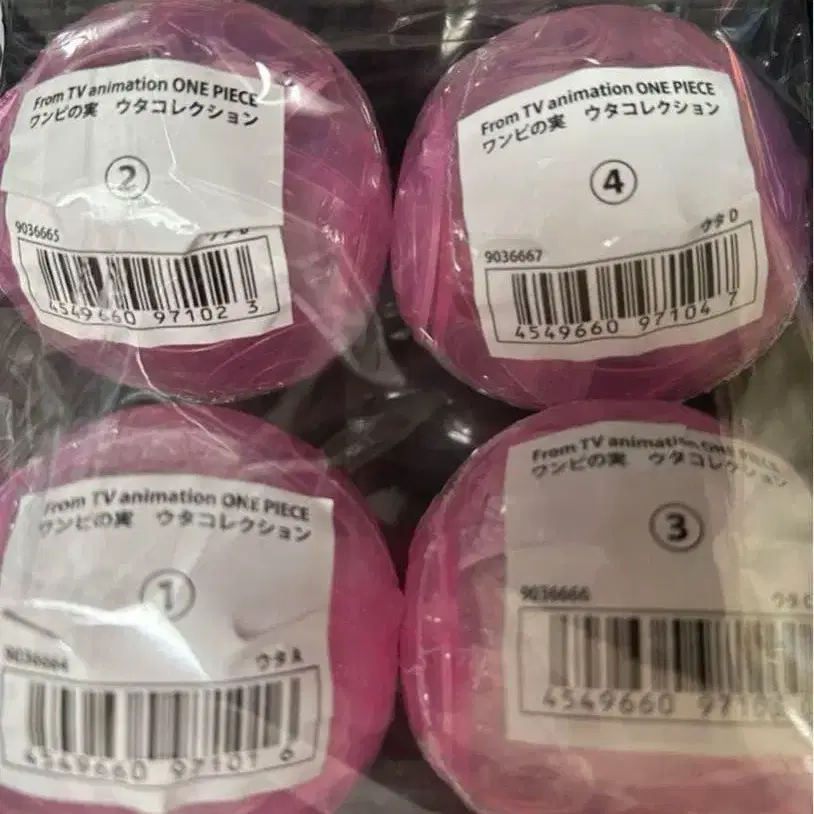 From TV animation ONE PIECE
ワンピの実　ウタコレクション
②
9036665
4549660 97102 3
From TV animation ONE PIECE
ワンピの実　ウタコレクション
④
9036667 ウタD
4549660 97104 7
From TV animation ONE PIECE
ワンピの実　ウタコレクション
①
9036664 ウタA
4549660 97101 6
From TV animation ONE PIECE
ワンピの実　ウタコレクション
③
9036666 ウタC
4549660